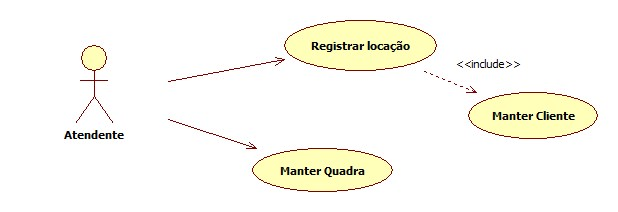 Registrar locação
<<include>>
Manter Cliente
Atendente
Manter Quadra